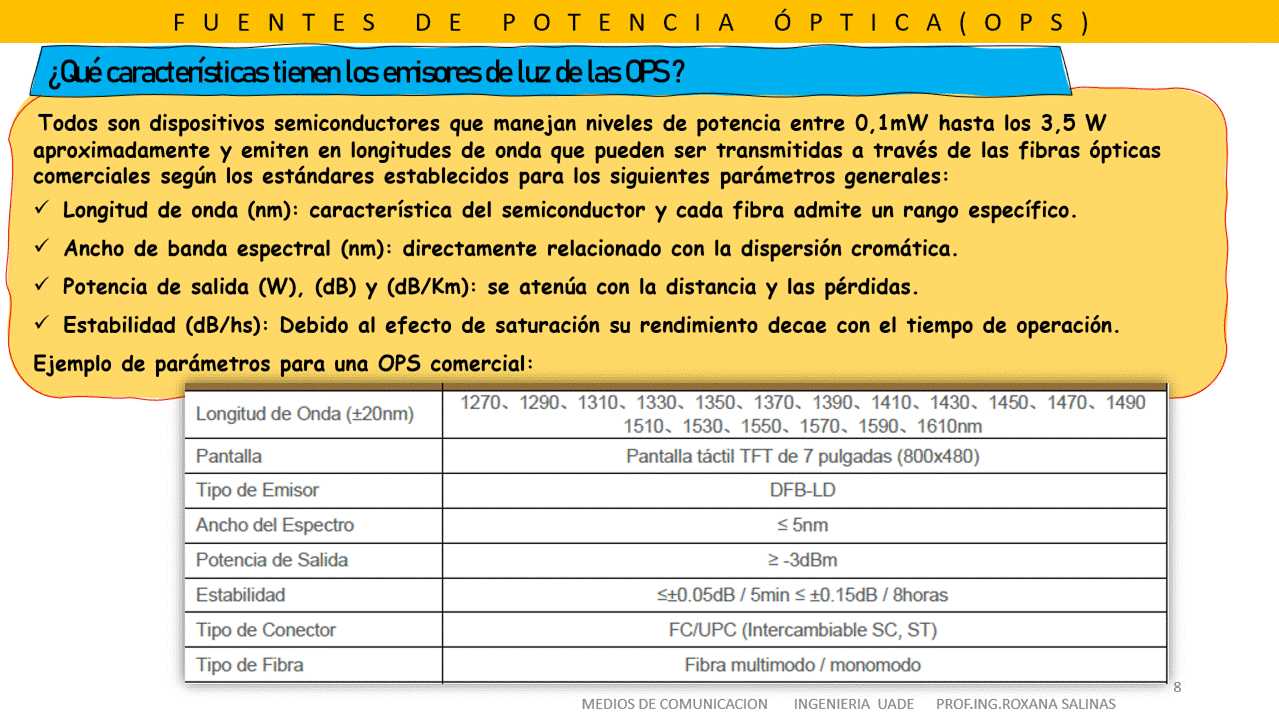 FUENTES DE POTENCIA ÓPTICA(OPS)
¿Qué características tienen los emisores de luz de las OPS?
Todos son dispositivos semiconductores que manejan niveles de potencia entre 0,1mW hasta los 3,5 W
aproximadamente y emiten en longitudes de onda que pueden ser transmitidas a través de las fibras ópticas
comerciales según los estándares establecidos para los siguientes parámetros generales:
✓ Longitud de onda (nm): característica del semiconductor y cada fibra admite un rango específico.
✓ Ancho de banda espectral (nm): directamente relacionado con la dispersión cromática.
✓ Potencia de salida (W), (dB) y (dB/Km): se atenúa con la distancia y las pérdidas.
✓ Estabilidad (dB/hs): Debido al efecto de saturación su rendimiento decae con el tiempo de operación.
Ejemplo de parámetros para una OPS comercial:
Longitud de Onda (±20nm)
1270、1290、1310、1330、1350、1370、1390、1410、1430、1450、1470、1490
1510、1530、1550、1570、1590、1610nm
Pantalla
Pantalla táctil TFT de 7 pulgadas (800x480)
Tipo de Emisor
DFB-LD
Ancho del Espectro
≤ 5nm
Potencia de Salida
≥ -3dBm
Estabilidad
≤±0.05dB / 5min ≤ ±0.15dB / 8horas
Tipo de Conector
FC/UPC (Intercambiable SC, ST)
Tipo de Fibra
Fibra multimodo / monomodo
8
MEDIOS DE COMUNICACION INGENIERIA UADE PROF.ING.ROXANA SALINAS